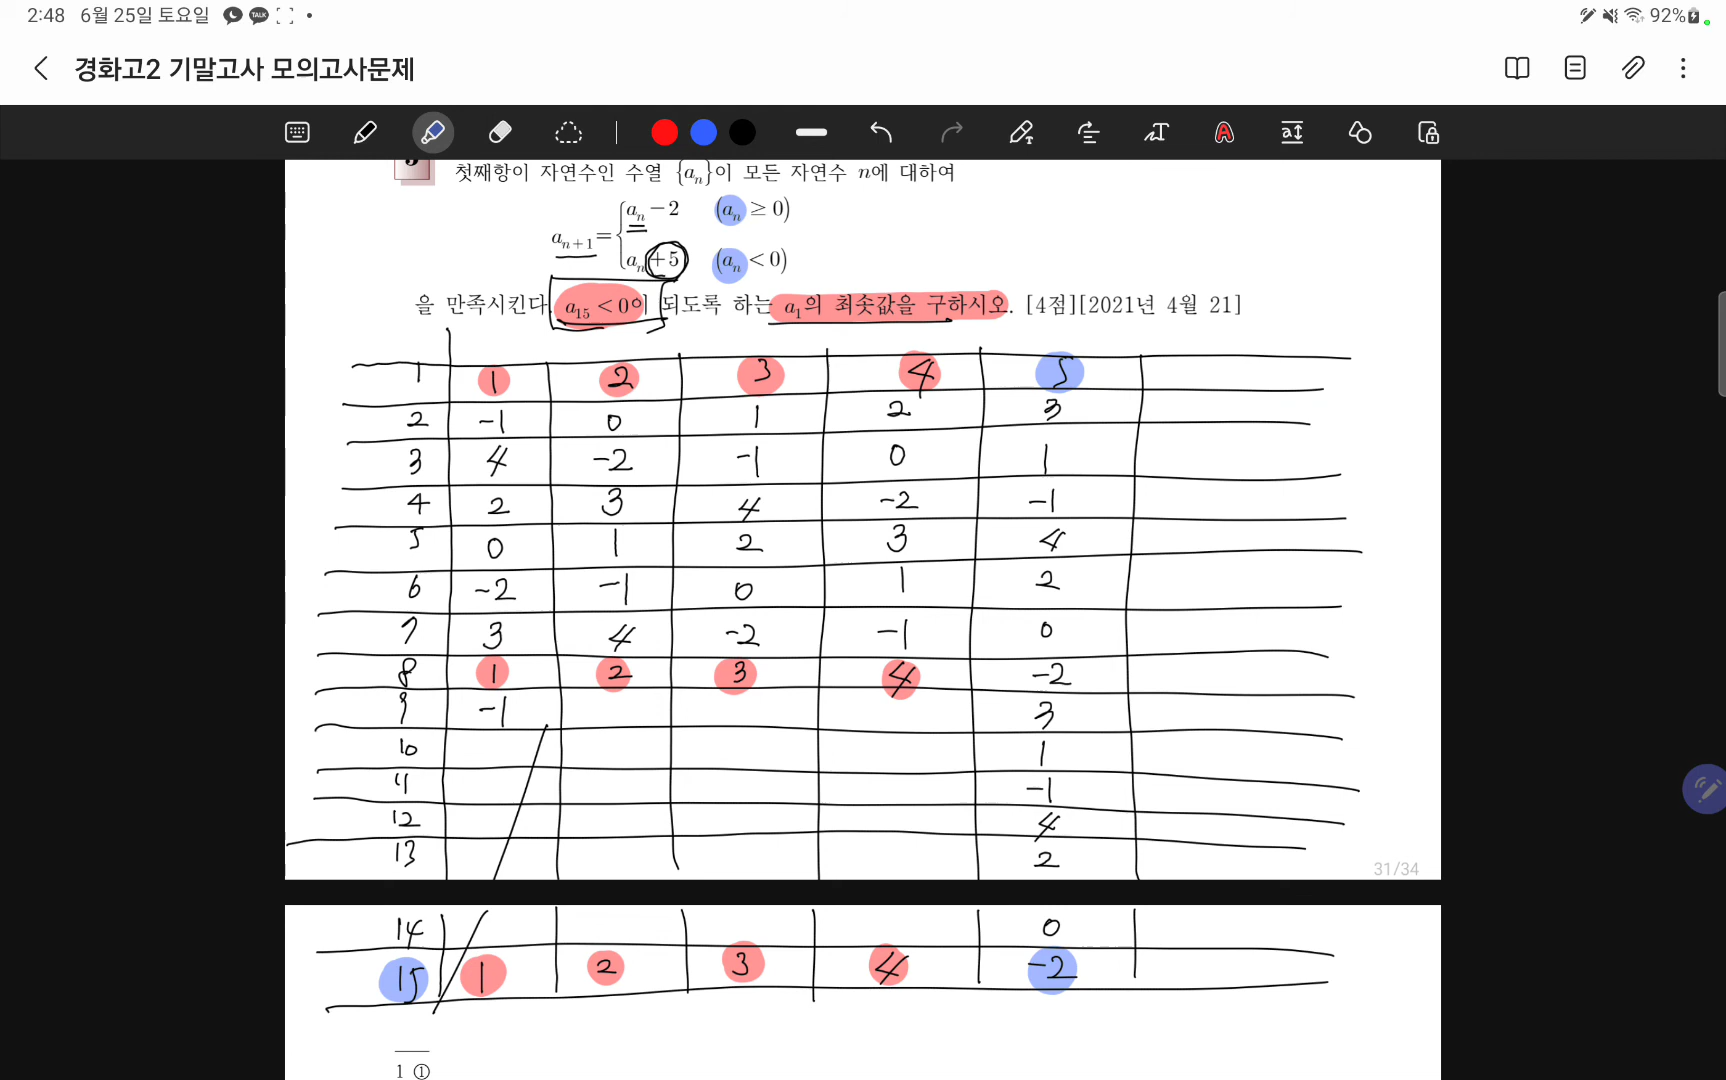 2:48 6월 25일 토요일 TALK 92%
경화고2 기말고사 모의고사문제
첫째항이 자연수인 수열 {aₙ}이 모든 자연수 n에 대하여
aₙ₋₂ (aₙ ≥ 0)
aₙ₊₁ =
aₙ+5 (aₙ < 0)
을 만족시킨다. a₁₅ < 0이 되도록 하는 a₁의 최솟값을 구하시오. [4점][2021년 4월 21]
1 1 2 3 4 5
2 -1 0 1 2 3
3 4 -2 -1 0 1
4 2 3 4 -2 -1
5 0 1 2 3 4
6 -2 -1 0 1 2
7 3 4 -2 -1 0
8 1 2 3 4 -2
9 -1 3
10 1
11 -1
12 4
13 2
31/34
14 0
15 1 2 3 4 -2
1 ①